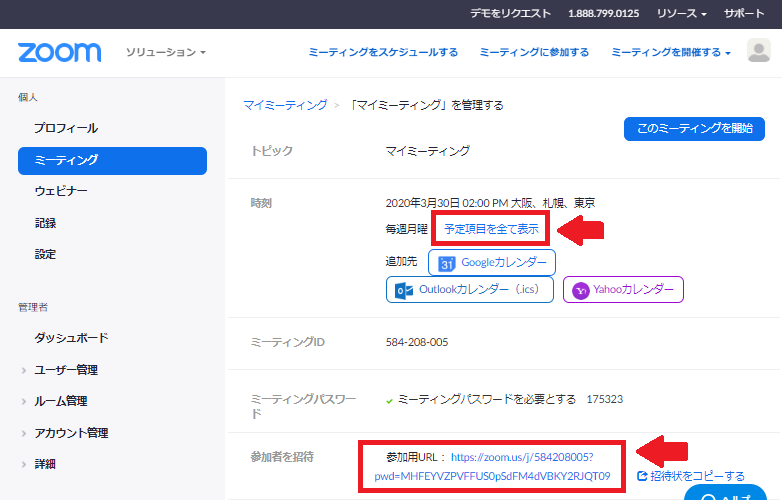 デモをリクエスト 1.888.799.0125 リソース サポート
zoom ソリューション ミーティングをスケジュールする ミーティングに参加する ミーティングを開催する
個人
プロフィール
ミーティング
ウェビナー
記録
設定
管理者
ダッシュボード
ユーザー管理
ルーム管理
アカウント管理
詳細
マイミーティング > 「マイミーティング」を管理する
このミーティングを開始
トピック マイミーティング
時刻 2020年3月30日 02:00 PM 大阪、札幌、東京
毎週月曜 予定項目を全て表示
追加先 31 Googleカレンダー
Outlookカレンダー（.ics） Yahooカレンダー
ミーティングID 584-208-005
ミーティングパスワー
ド
ミーティングパスワードを必要とする 175323
参加者を招待 参加用URL： https://zoom.us/j/584208005?
pwd=MHFEYVZPVFFUS0pSdFM4dVBKY2RJQT09 招待状をコピーする
ヘルプ